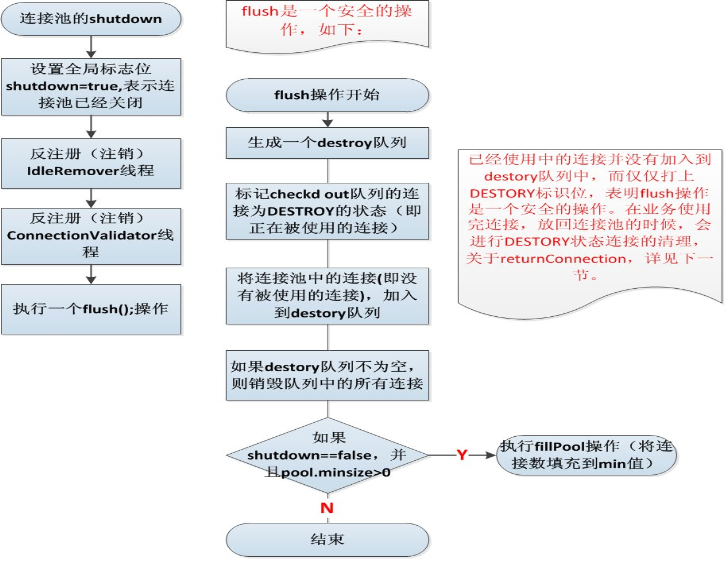 连接池的shutdown
设置全局标志位
shutdown=true,表示连
接池已经关闭
反注册（注销）
IdleRemover线程
反注册（注销）
ConnectionValidator线
程
执行一个flush();操作
flush是一个安全的操
作，如下：
flush操作开始
生成一个destroy队列
标记checkd out队列的连
接为DESTROY的状态（即
正在被使用的连接）
将连接池中的连接(即没
有被使用的连接)，加入
到destory队列
如果destory队列不为空，
则销毁队列中的所有连接
如果
shutdown==false，并
且pool.minsize>0
Y
执行fillPool操作（将连
接数填充到min值）
N
结束
已经使用中的连接并没有加入到
destory队列中，而仅仅打上
DESTORY标识位，表明flush操作
是一个安全的操作。在业务使用
完连接，放回连接池的时候，会
进行DESTORY状态连接的清理，
关于returnConnection，详见下一
节。